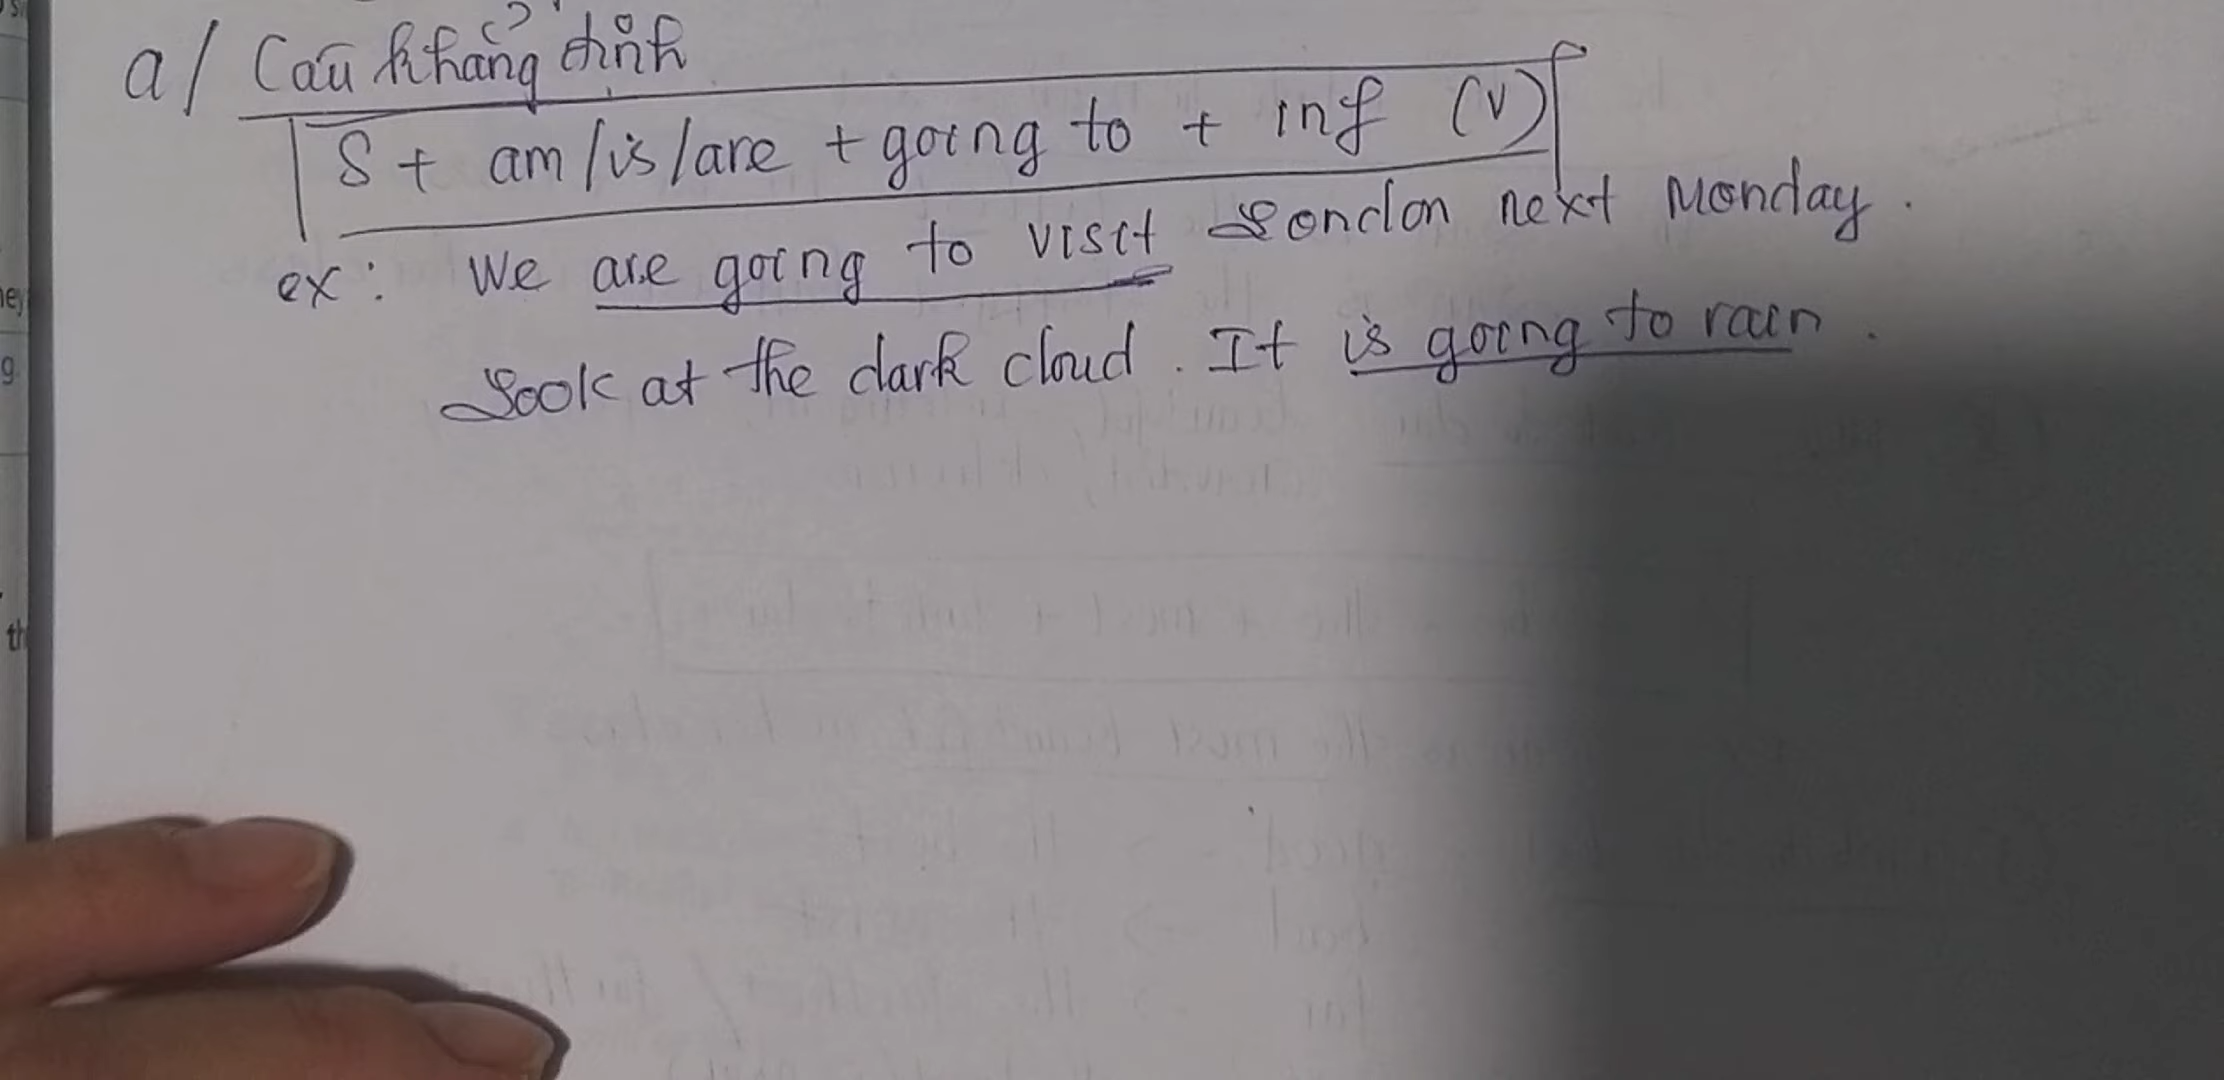 a/ Câu khẳng định
S + am/is/are + going to + inf (V)
ex: We are going to visit London next Monday.
Look at the dark cloud. It is going to rain.